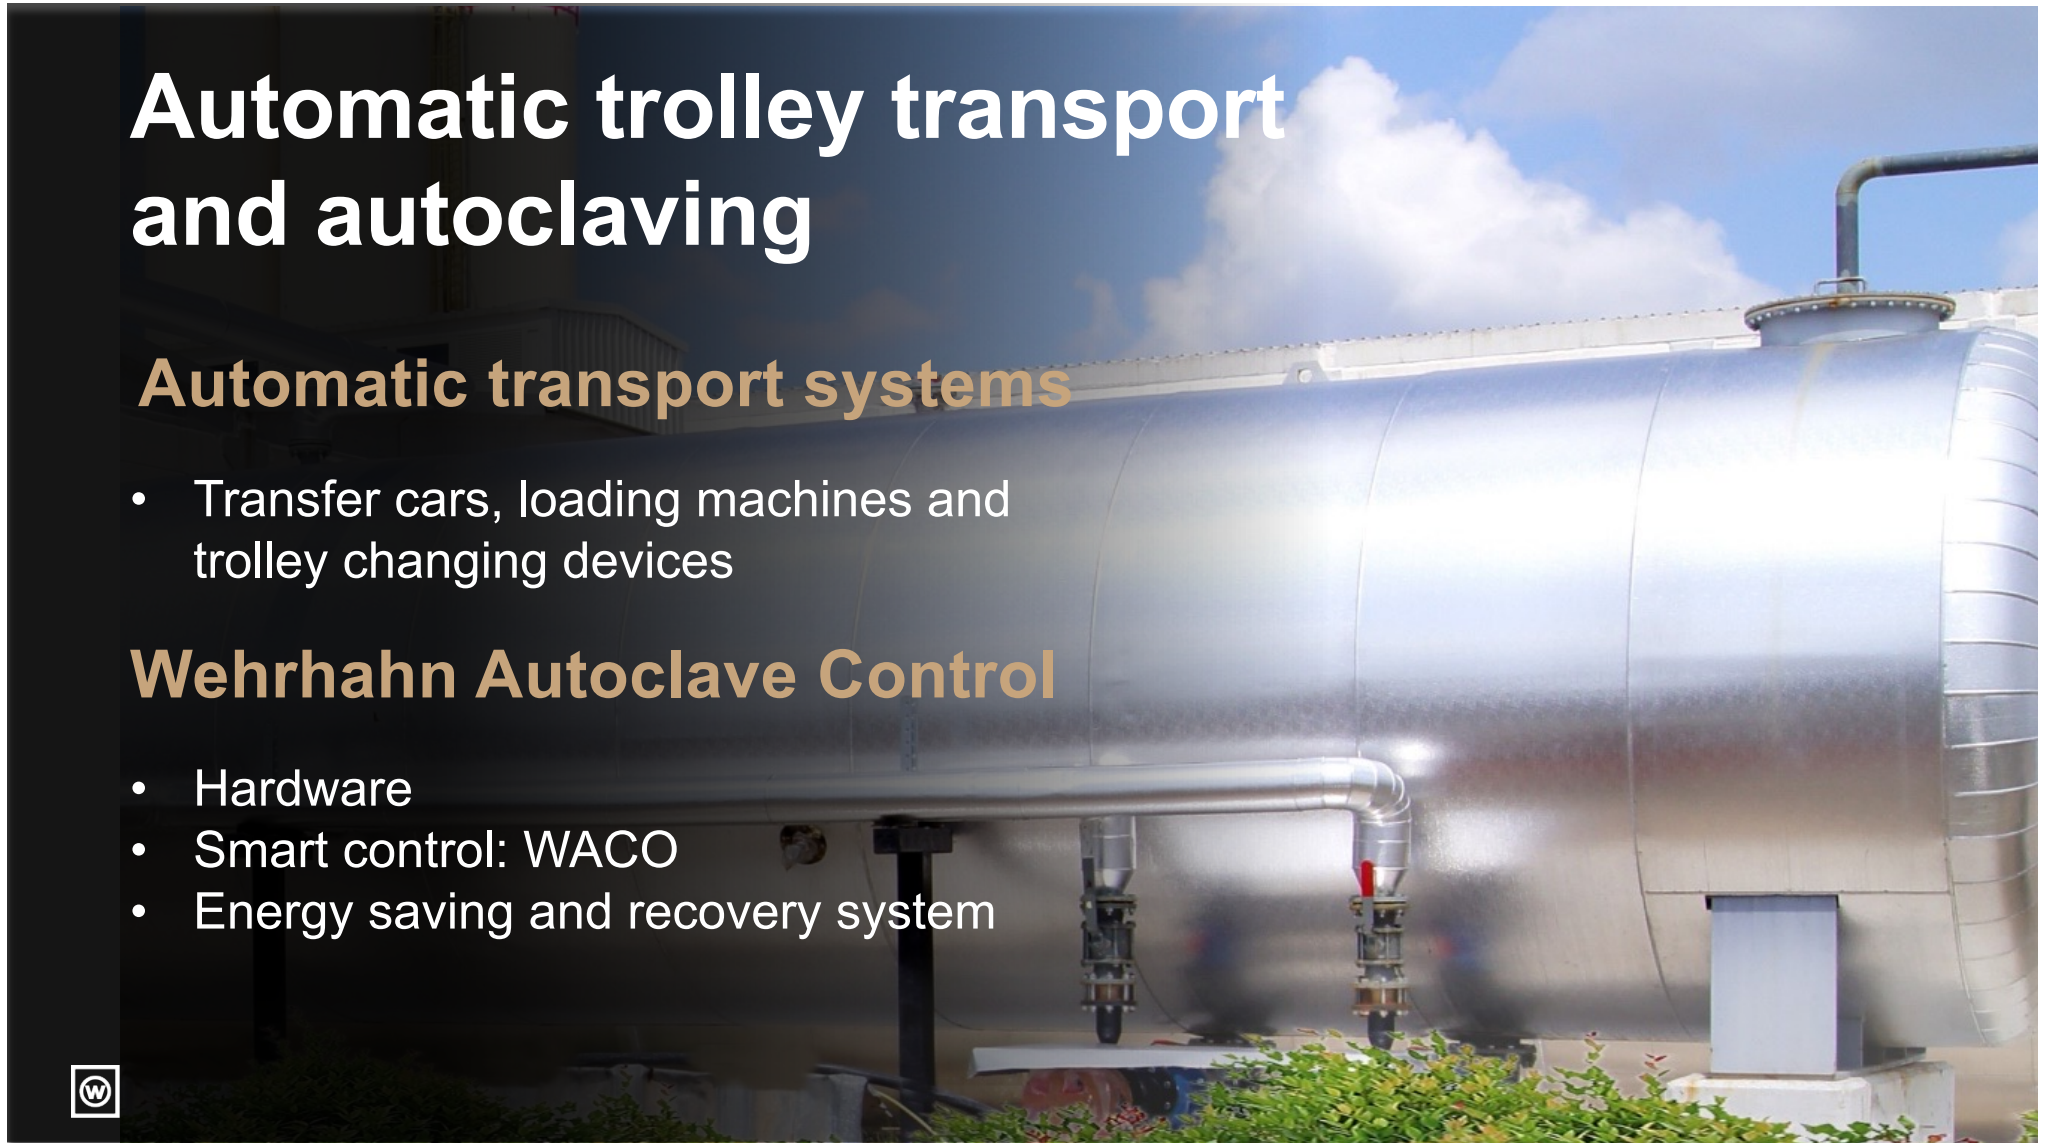 Automatic trolley transport
and autoclaving
Automatic transport systems
• Transfer cars, loading machines and
trolley changing devices
Wehrhahn Autoclave Control
• Hardware
• Smart control: WACO
• Energy saving and recovery system
W